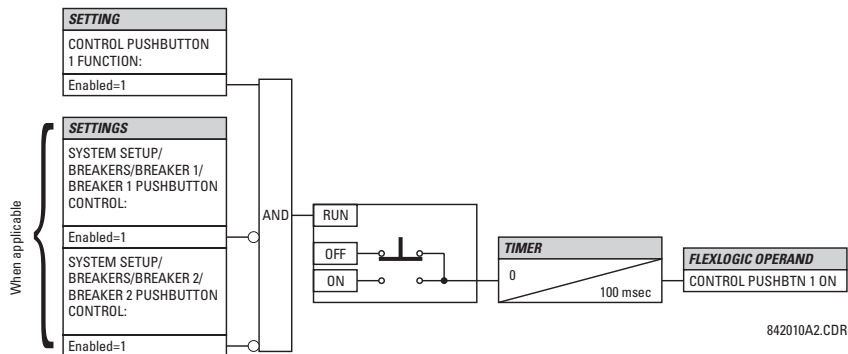 SETTING
CONTROL PUSHBUTTON
1 FUNCTION:
Enabled=1
When applicable
SETTINGS
SYSTEM SETUP/
BREAKERS/BREAKER 1/
BREAKER 1 PUSHBUTTON
CONTROL:
Enabled=1
SYSTEM SETUP/
BREAKERS/BREAKER 2/
BREAKER 2 PUSHBUTTON
CONTROL:
Enabled=1
AND
RUN
OFF
ON
TIMER
0
100 msec
FLEXLOGIC OPERAND
CONTROL PUSHBTN 1 ON
842010A2.CDR